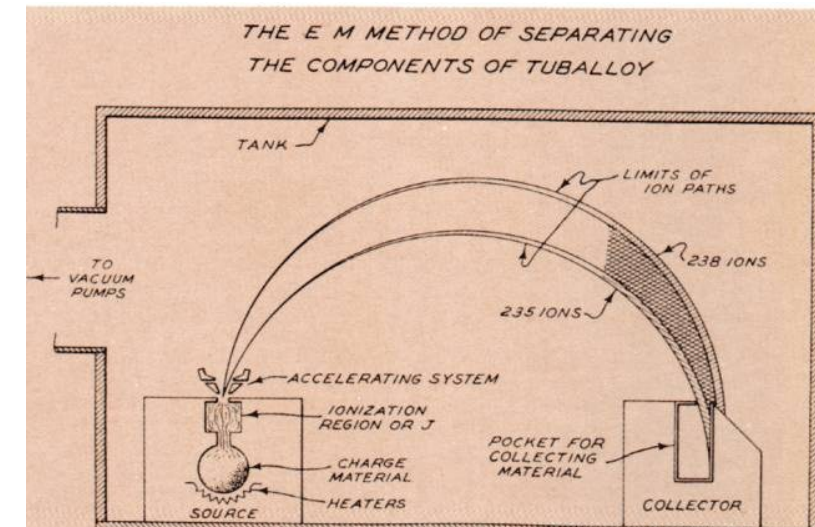 THE E M METHOD OF SEPARATING
THE COMPONENTS OF TUBALLOY
TANK
LIMITS OF
ION PATHS
238 IONS
TO
VACUUM
PUMPS
235 IONS
ACCELERATING SYSTEM
IONIZATION
REGION OR J
CHARGE
MATERIAL
HEATERS
SOURCE
POCKET FOR
COLLECTING
MATERIAL
COLLECTOR